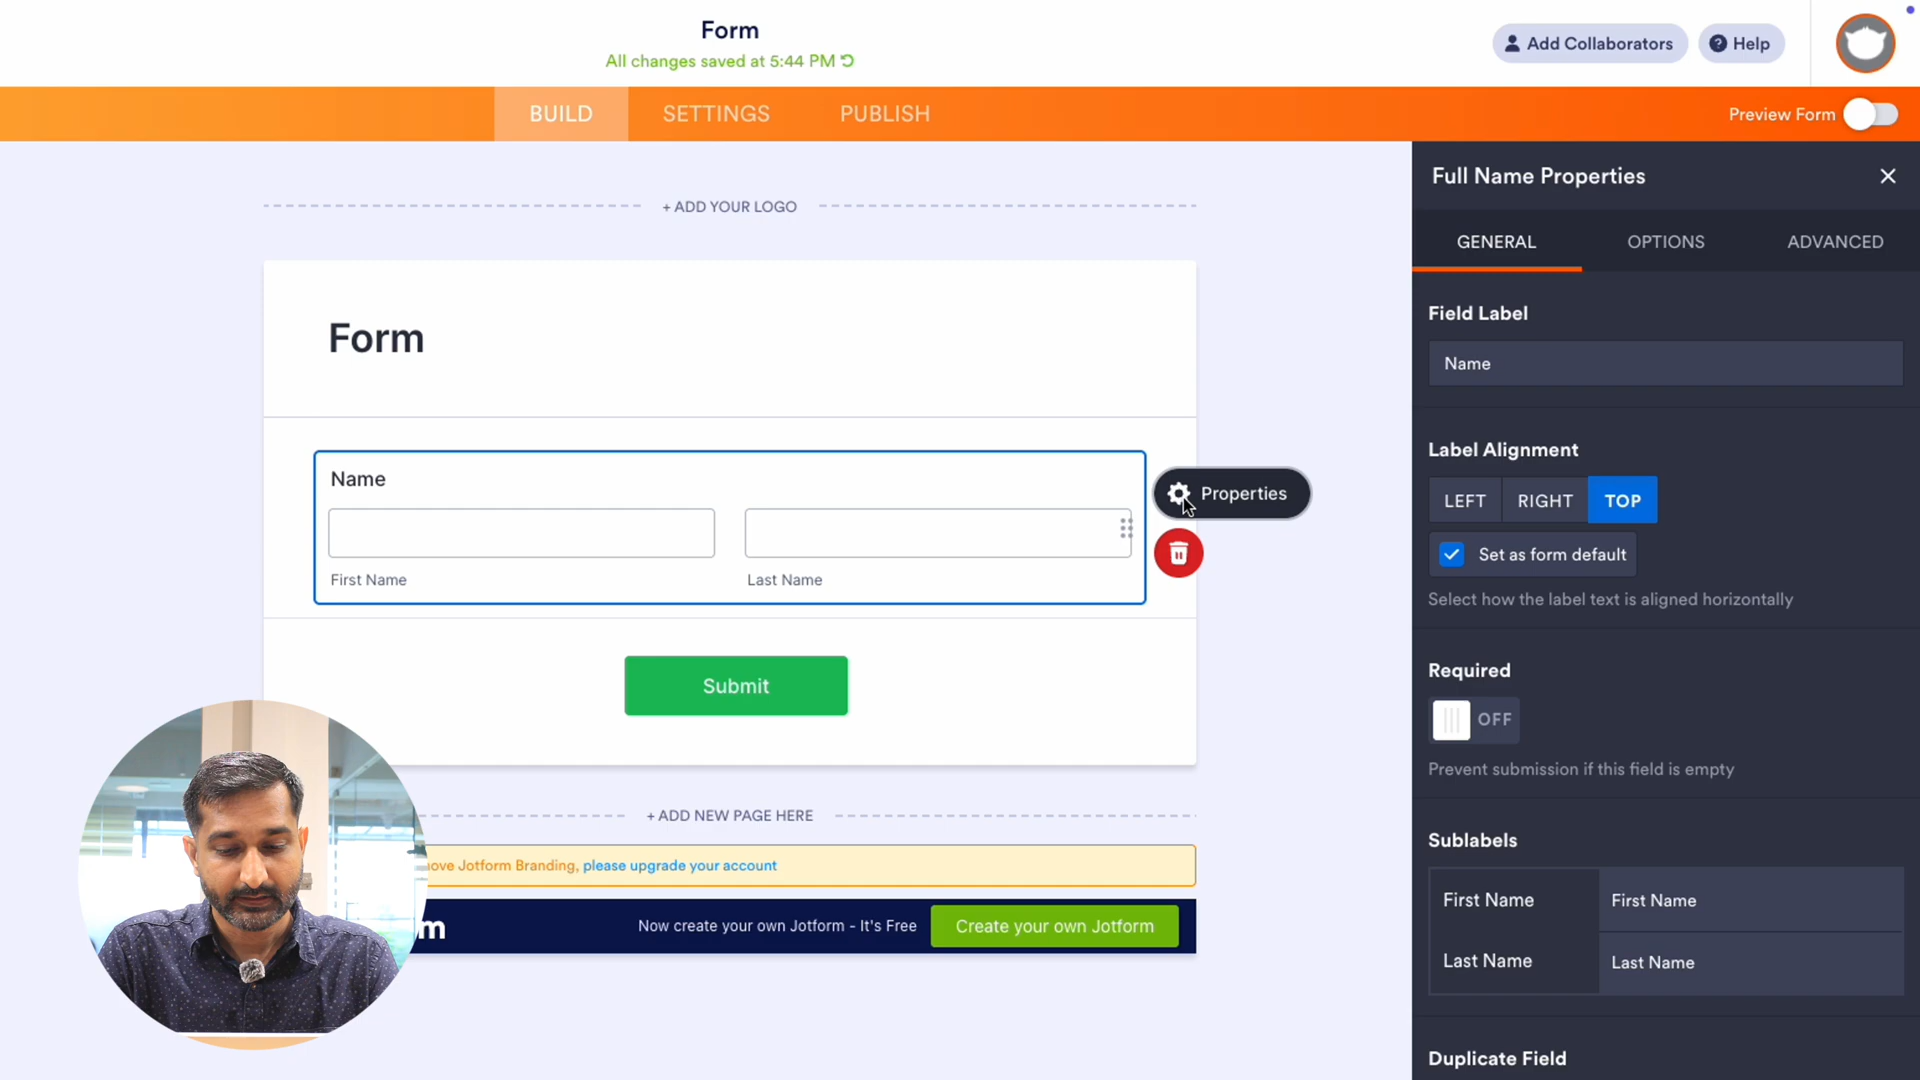 Form
All changes saved at 5:44 PM
Add Collaborators
Help
BUILD
SETTINGS
PUBLISH
Preview Form
+ ADD YOUR LOGO
Form
Name
First Name
Last Name
Properties
Submit
+ ADD NEW PAGE HERE
Jotform Branding, please upgrade your account
Now create your own Jotform - It's Free
Create your own Jotform
Full Name Properties
GENERAL
OPTIONS
ADVANCED
Field Label
Name
Label Alignment
LEFT
RIGHT
TOP
Set as form default
Select how the label text is aligned horizontally
Required
OFF
Prevent submission if this field is empty
Sublabels
First Name
First Name
Last Name
Last Name
Duplicate Field